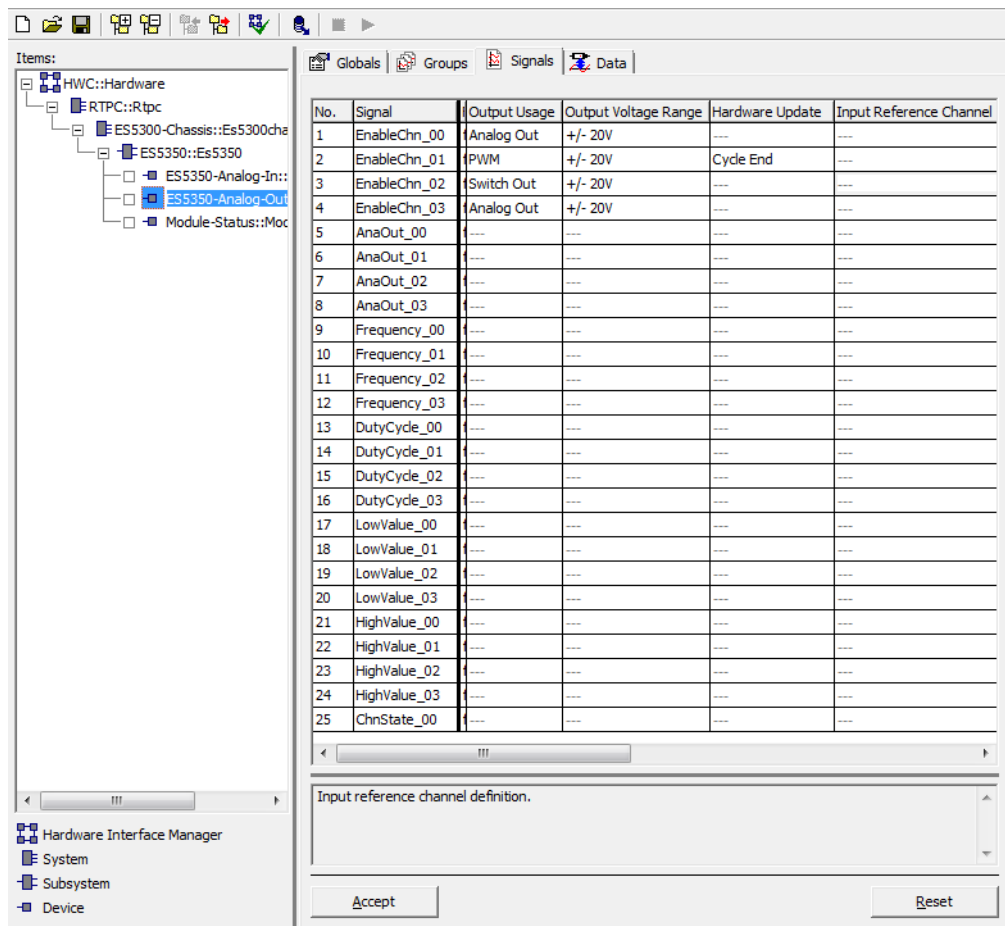 Items:
HWC::Hardware
RTPC::Rtpc
ES5300-Chassis::Es5300cha
ES5350::Es5350
ES5350-Analog-In::
ES5350-Analog-Out
Module-Status::Mod
Hardware Interface Manager
System
Subsystem
Device
Globals Groups Signals Data
No. Signal Output Usage Output Voltage Range Hardware Update Input Reference Channel
1 EnableChn_00 Analog Out +/- 20V --- ---
2 EnableChn_01 PWM +/- 20V Cycle End ---
3 EnableChn_02 Switch Out +/- 20V --- ---
4 EnableChn_03 Analog Out +/- 20V --- ---
5 AnaOut_00 --- --- --- ---
6 AnaOut_01 --- --- --- ---
7 AnaOut_02 --- --- --- ---
8 AnaOut_03 --- --- --- ---
9 Frequency_00 --- --- --- ---
10 Frequency_01 --- --- --- ---
11 Frequency_02 --- --- --- ---
12 Frequency_03 --- --- --- ---
13 DutyCycle_00 --- --- --- ---
14 DutyCycle_01 --- --- --- ---
15 DutyCycle_02 --- --- --- ---
16 DutyCycle_03 --- --- --- ---
17 LowValue_00 --- --- --- ---
18 LowValue_01 --- --- --- ---
19 LowValue_02 --- --- --- ---
20 LowValue_03 --- --- --- ---
21 HighValue_00 --- --- --- ---
22 HighValue_01 --- --- --- ---
23 HighValue_02 --- --- --- ---
24 HighValue_03 --- --- --- ---
25 ChnState_00 --- --- --- ---
Input reference channel definition.
Accept Reset